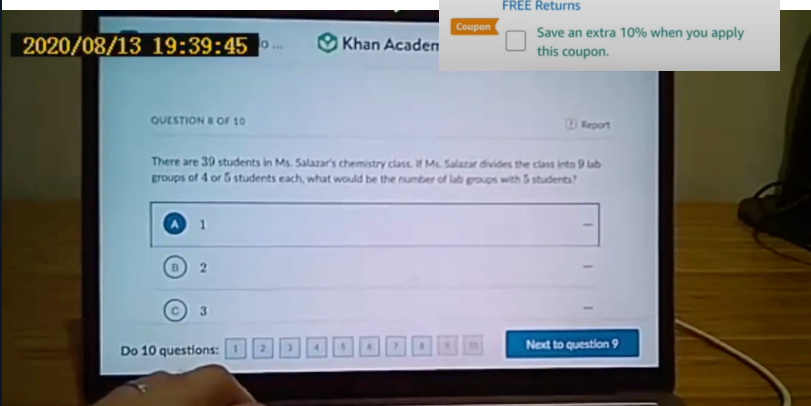 FREE Returns
Coupon
Save an extra 10% when you apply
this coupon.
2020/08/13 19:39:45
Khan Academ
QUESTION 8 OF 10
Report
There are 39 students in Ms. Salazar's chemistry class. If Ms. Salazar divides the class into 9 lab
groups of 4 or 5 students each, what would be the number of lab groups with 5 students?
A 1
B 2
C 3
Do 10 questions: 1 2 3 4 5 6 7 8 9 10
Next to question 9